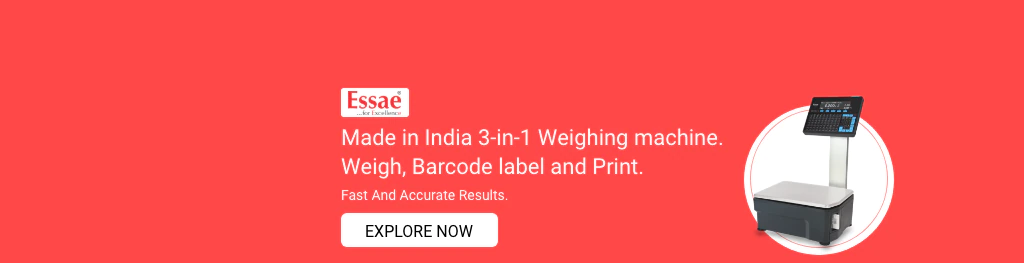 Essae
...for Excellence
Made in India 3-in-1 Weighing machine.
Weigh, Barcode label and Print.
Fast And Accurate Results.
EXPLORE NOW